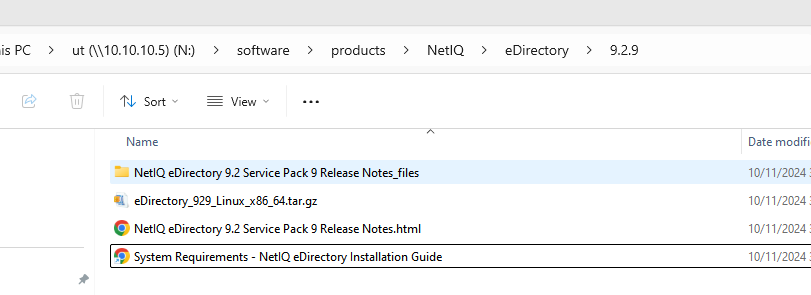 is PC > ut (\\10.10.10.5) (N:) > software > products > NetIQ > eDirectory > 9.2.9
Sort View ...
Name Date modifi
NetIQ eDirectory 9.2 Service Pack 9 Release Notes_files 10/11/2024
eDirectory_929_Linux_x86_64.tar.gz 10/11/2024
NetIQ eDirectory 9.2 Service Pack 9 Release Notes.html 10/11/2024
System Requirements - NetIQ eDirectory Installation Guide 10/11/2024